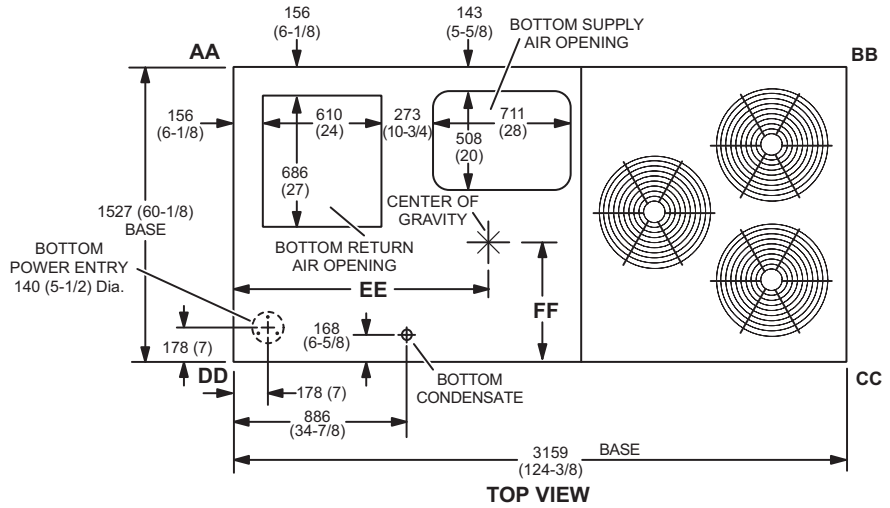 156
(6-1/8)
143
(5-5/8)
BOTTOM SUPPLY
AIR OPENING
AA
BB
156
(6-1/8)
610
(24)
273
(10-3/4)
711
(28)
508
(20)
686
(27)
CENTER OF
GRAVITY
1527 (60-1/8)
BASE
BOTTOM
POWER ENTRY
140 (5-1/2) Dia.
BOTTOM RETURN
AIR OPENING
EE
FF
168
(6-5/8)
178 (7)
DD
CC
178 (7)
BOTTOM
CONDENSATE
886
(34-7/8)
3159
(124-3/8)
BASE
TOP VIEW